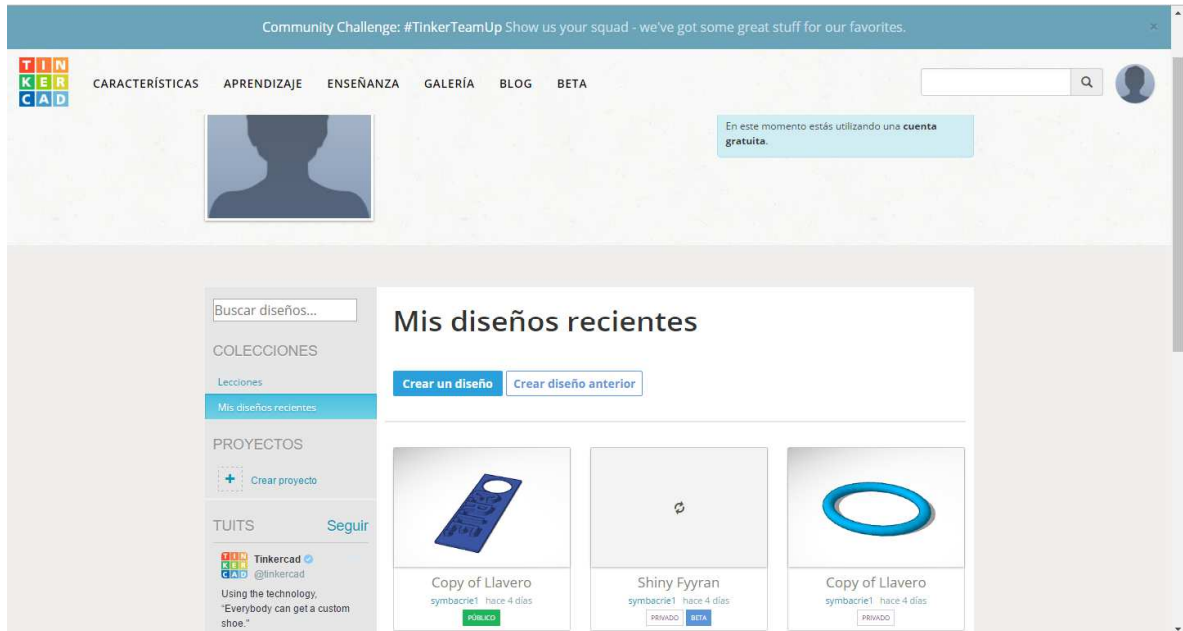 Community Challenge: #TinkerTeamUp Show us your squad - we've got some great stuff for our favorites.
×
TIN
KER
CAD
CARACTERÍSTICAS APRENDIZAJE ENSEÑANZA GALERÍA BLOG BETA
En este momento estás utilizando una cuenta
gratuita.
Buscar diseños...
COLECCIONES
Lecciones
Mis diseños recientes
PROYECTOS
+ Crear proyecto
TUITS Seguir
TIN
KER
CAD
Tinkercad
@tinkercad
Using the technology,
"Everybody can get a custom
shoe."
Mis diseños recientes
Crear un diseño Crear diseño anterior
Copy of Llavero
symbacrie1 hace 4 días
PÚBLICO
Shiny Fyyran
symbacrie1 hace 4 días
PRIVADO BETA
Copy of Llavero
symbacrie1 hace 4 días
PRIVADO